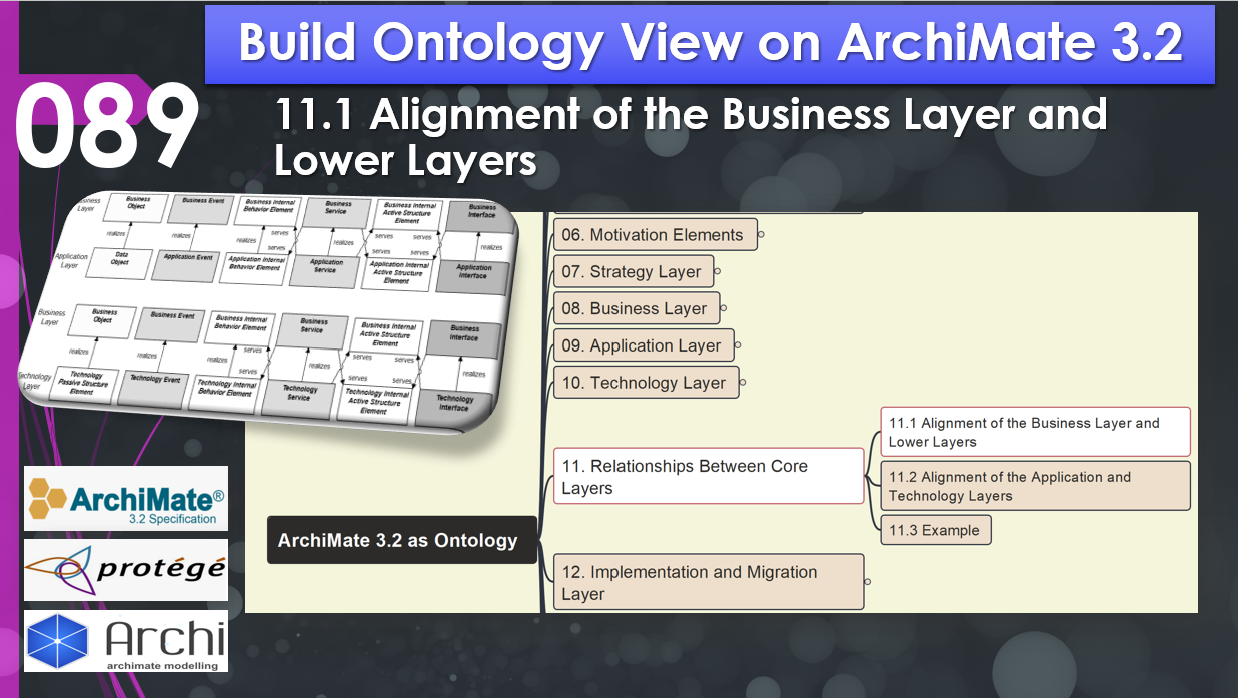 Build Ontology View on ArchiMate 3.2
089
11.1 Alignment of the Business Layer and
Lower Layers
Business
Layer
Business
Object
Business Event
Business Internal
Behavior Element
Business
Service
Business Internal
Active Structure
Element
Business
Interface
realizes
realizes
realizes
serves
serves
realizes
serves
serves
serves
serves
realizes
Application
Layer
Data
Object
Application Event
Application Internal
Behavior Element
Application
Service
Application Internal
Active Structure
Element
Application
Interface
Business
Layer
Business
Object
Business Event
Business Internal
Behavior Element
Business
Service
Business Internal
Active Structure
Element
Business
Interface
realizes
realizes
realizes
serves
serves
realizes
serves
serves
serves
serves
realizes
Technology
Layer
Technology
Passive Structure
Element
Technology Event
Technology Internal
Behavior Element
Technology
Service
Technology Internal
Active Structure
Element
Technology
Interface
06. Motivation Elements
07. Strategy Layer
08. Business Layer
09. Application Layer
10. Technology Layer
11. Relationships Between Core
Layers
11.1 Alignment of the Business Layer and
Lower Layers
11.2 Alignment of the Application and
Technology Layers
11.3 Example
ArchiMate 3.2 as Ontology
12. Implementation and Migration
Layer
ArchiMate®
3.2 Specification
protégé
Archi
archimate modelling